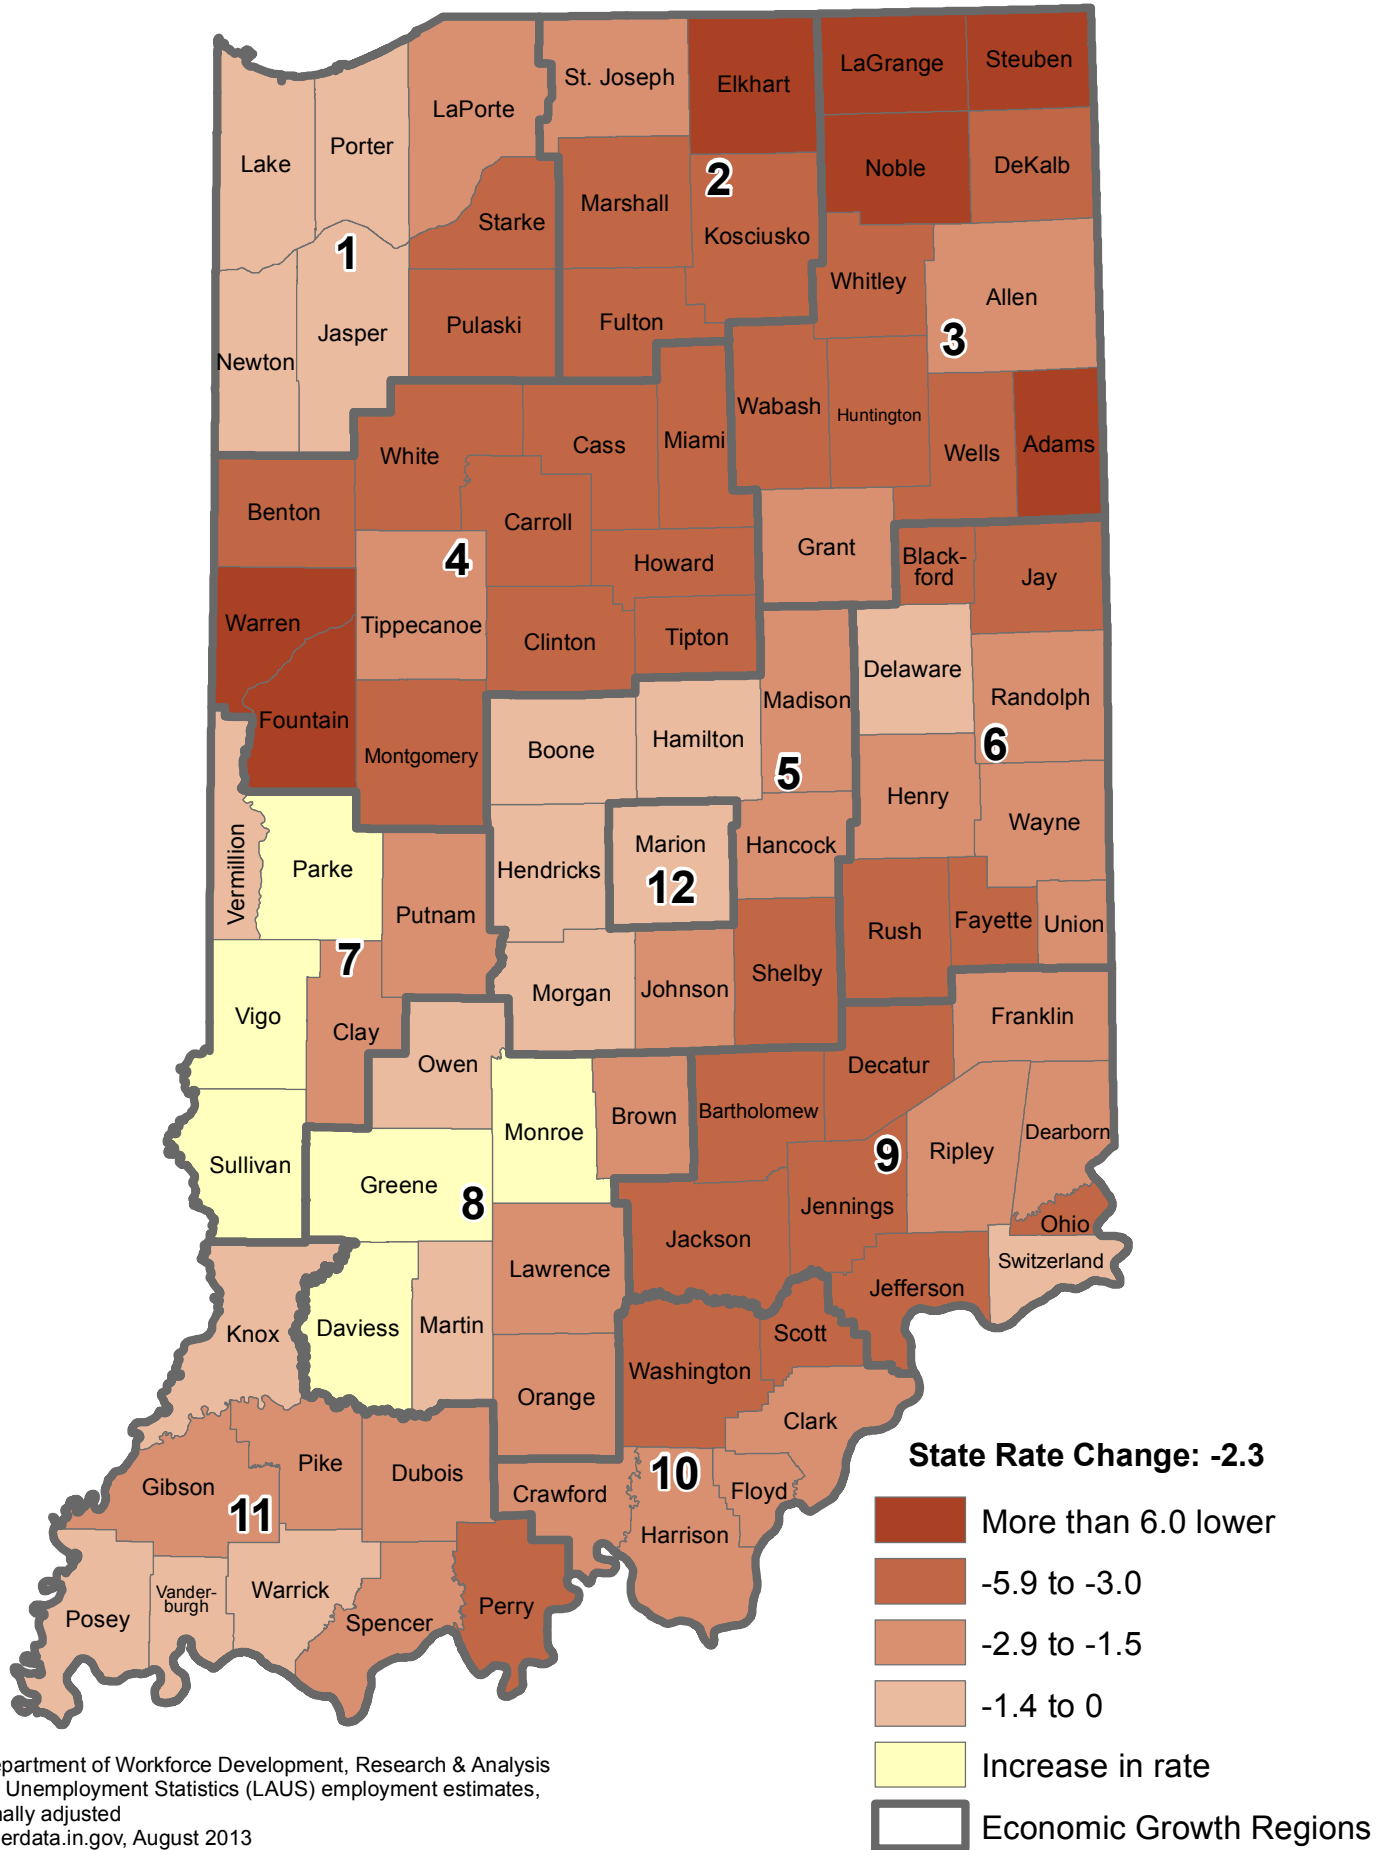 LaGrange
Steuben
St. Joseph
Elkhart
LaPorte
Porter
Lake
Noble
DeKalb
2
Marshall
Starke
Kosciusko
1
Whitley
Allen
Pulaski
Fulton
Jasper
Newton
3
Wabash
Huntington
Miami
Cass
White
Wells
Adams
Benton
Carroll
Grant
4
Howard
Black-
ford
Jay
Warren
Tippecanoe
Clinton
Tipton
Delaware
Madison
Randolph
Fountain
Montgomery
Boone
Hamilton
6
5
Henry
Wayne
Marion
Hancock
Vermillion
Parke
Hendricks
12
Putnam
Rush
Fayette
Union
7
Shelby
Morgan
Johnson
Vigo
Clay
Franklin
Owen
Decatur
Brown
Bartholomew
Monroe
Dearborn
Ripley
9
Sullivan
Greene
8
Jennings
Ohio
Jackson
Lawrence
Switzerland
Jefferson
Knox
Daviess
Martin
Scott
Washington
Orange
Clark
Pike
Dubois
10
Gibson
Crawford
Floyd
11
Harrison
Warrick
Vander-
burgh
Posey
Spencer
Perry
State Rate Change: -2.3
More than 6.0 lower
-5.9 to -3.0
-2.9 to -1.5
-1.4 to 0
Increase in rate
Economic Growth Regions
epartment of Workforce Development, Research & Analysis
Unemployment Statistics (LAUS) employment estimates,
nally adjusted
erdata.in.gov, August 2013